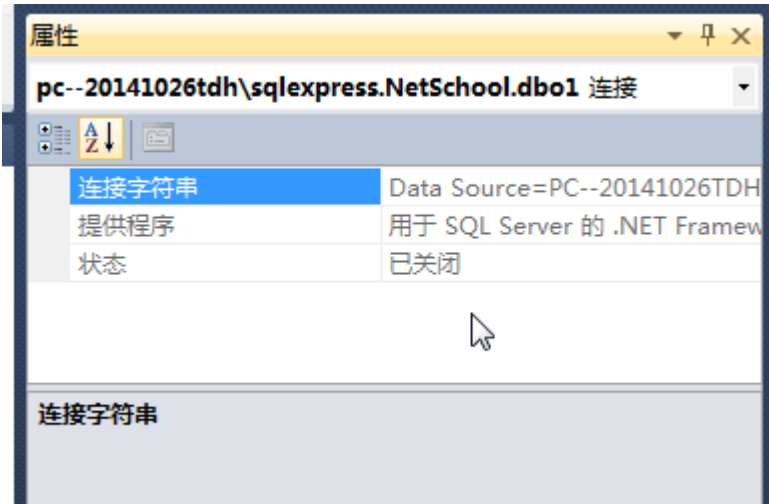 属性
pc--20141026tdh\sqlexpress.NetSchool.dbo1 连接
连接字符串 Data Source=PC--20141026TDH
提供程序 用于 SQL Server 的 .NET Framew
状态 已关闭
连接字符串